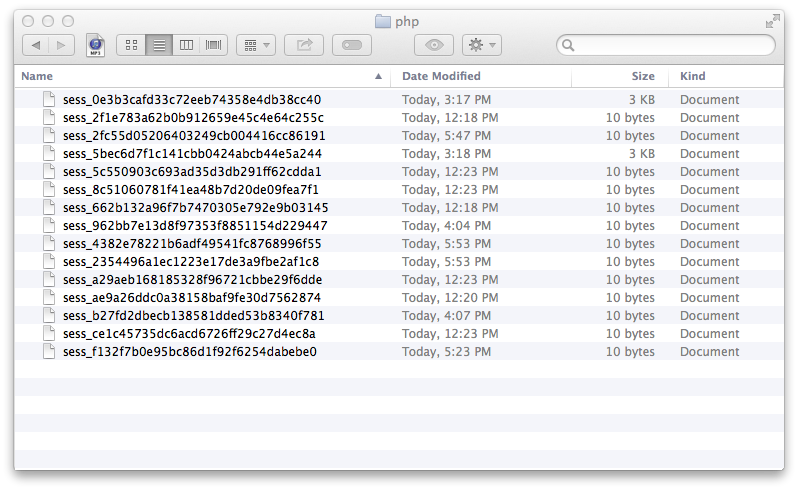 php
MP3
Name Date Modified Size Kind
sess_0e3b3cafd33c72eeb74358e4db38cc40 Today, 3:17 PM 3 KB Document
sess_2f1e783a62b0b912659e45c4e64c255c Today, 12:18 PM 10 bytes Document
sess_2fc55d05206403249cb004416cc86191 Today, 5:47 PM 10 bytes Document
sess_5bec6d7f1c141cbb0424abcb44e5a244 Today, 3:18 PM 3 KB Document
sess_5c550903c693ad35d3db291ff62cdda1 Today, 12:23 PM 10 bytes Document
sess_8c51060781f41ea48b7d20de09fea7f1 Today, 12:23 PM 10 bytes Document
sess_662b132a96f7b7470305e792e9b03145 Today, 12:18 PM 10 bytes Document
sess_962bb7e13d8f97353f8851154d229447 Today, 4:04 PM 10 bytes Document
sess_4382e78221b6adf49541fc8768996f55 Today, 5:53 PM 10 bytes Document
sess_2354496a1ec1223e17de3a9fbe2af1c8 Today, 5:53 PM 10 bytes Document
sess_a29aeb168185328f96721cbbe29f6dde Today, 12:23 PM 10 bytes Document
sess_ae9a26ddc0a38158baf9fe30d7562874 Today, 12:20 PM 10 bytes Document
sess_b27fd2dbecb138581dded53b8340f781 Today, 4:07 PM 10 bytes Document
sess_ce1c45735dc6acd6726ff29c27d4ec8a Today, 12:23 PM 10 bytes Document
sess_f132f7b0e95bc86d1f92f6254dabebe0 Today, 5:23 PM 10 bytes Document